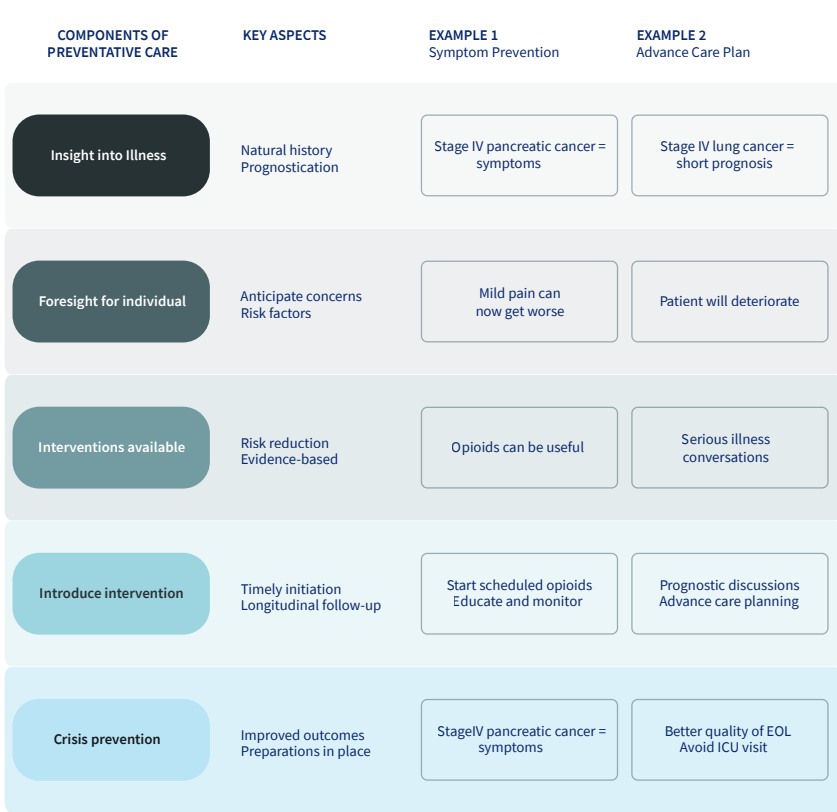 COMPONENTS OF
PREVENTATIVE CARE
KEY ASPECTS
EXAMPLE 1
Symptom Prevention
EXAMPLE 2
Advance Care Plan
Insight into Illness
Natural history
Prognostication
Stage IV pancreatic cancer =
symptoms
Stage IV lung cancer =
short prognosis
Foresight for individual
Anticipate concerns
Risk factors
Mild pain can
now get worse
Patient will deteriorate
Interventions available
Risk reduction
Evidence-based
Opioids can be useful
Serious illness
conversations
Introduce intervention
Timely initiation
Longitudinal follow-up
Start scheduled opioids
Educate and monitor
Prognostic discussions
Advance care planning
Crisis prevention
Improved outcomes
Preparations in place
StageIV pancreatic cancer =
symptoms
Better quality of EOL
Avoid ICU visit